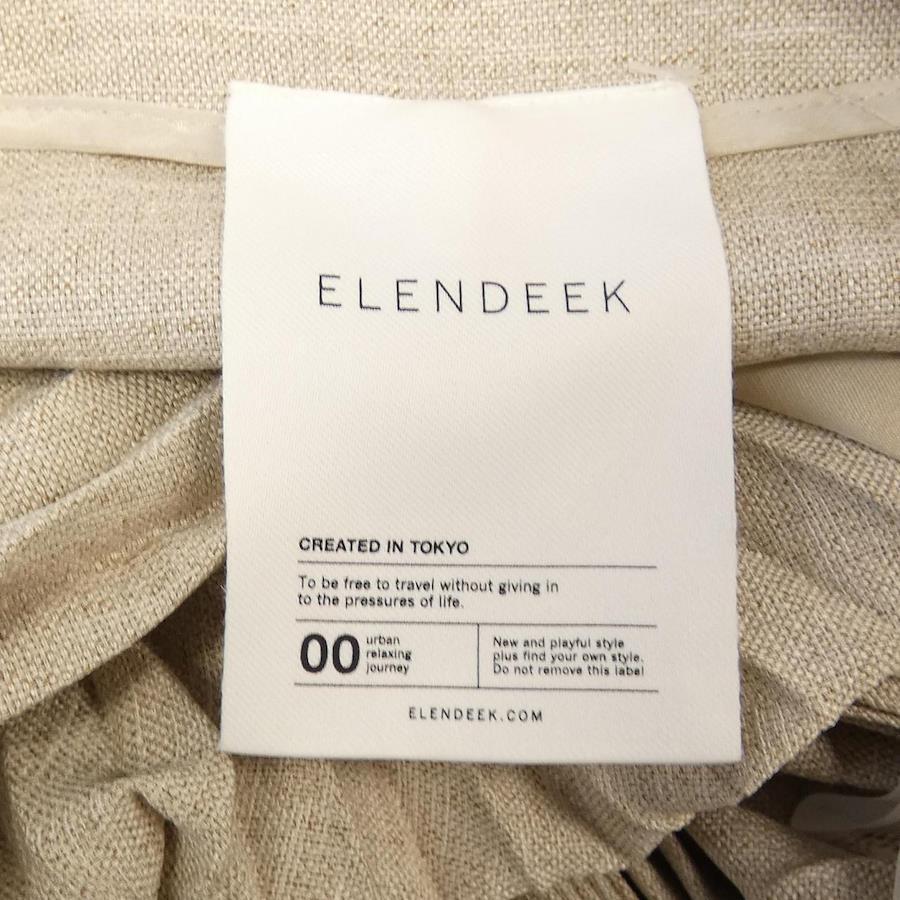 ELENDEEK
CREATED IN TOKYO
To be free to travel without giving in
to the pressures of life.
00
urban
relaxing
journey
New and playful style
plus find your own style.
Do not remove this label
ELENDEEK.COM